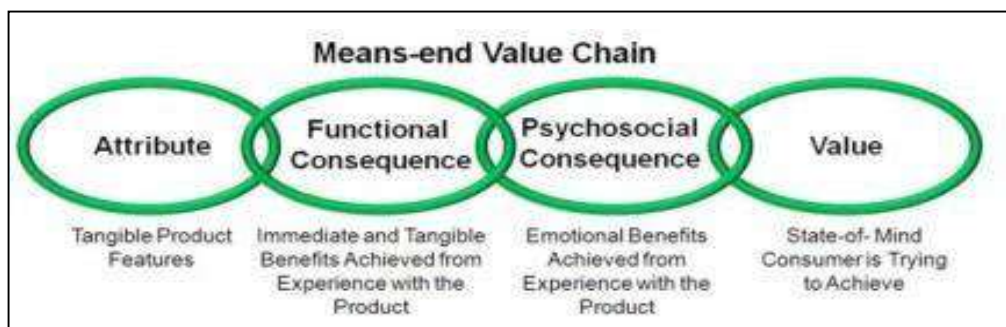 Means-end Value Chain
Attribute
Functional
Consequence
Psychosocial
Consequence
Value
Tangible Product
Features
Immediate and Tangible
Benefits Achieved from
Experience with the
Product
Emotional Benefits
Achieved from
Experience with the
Product
State-of- Mind
Consumer is Trying
to Achieve